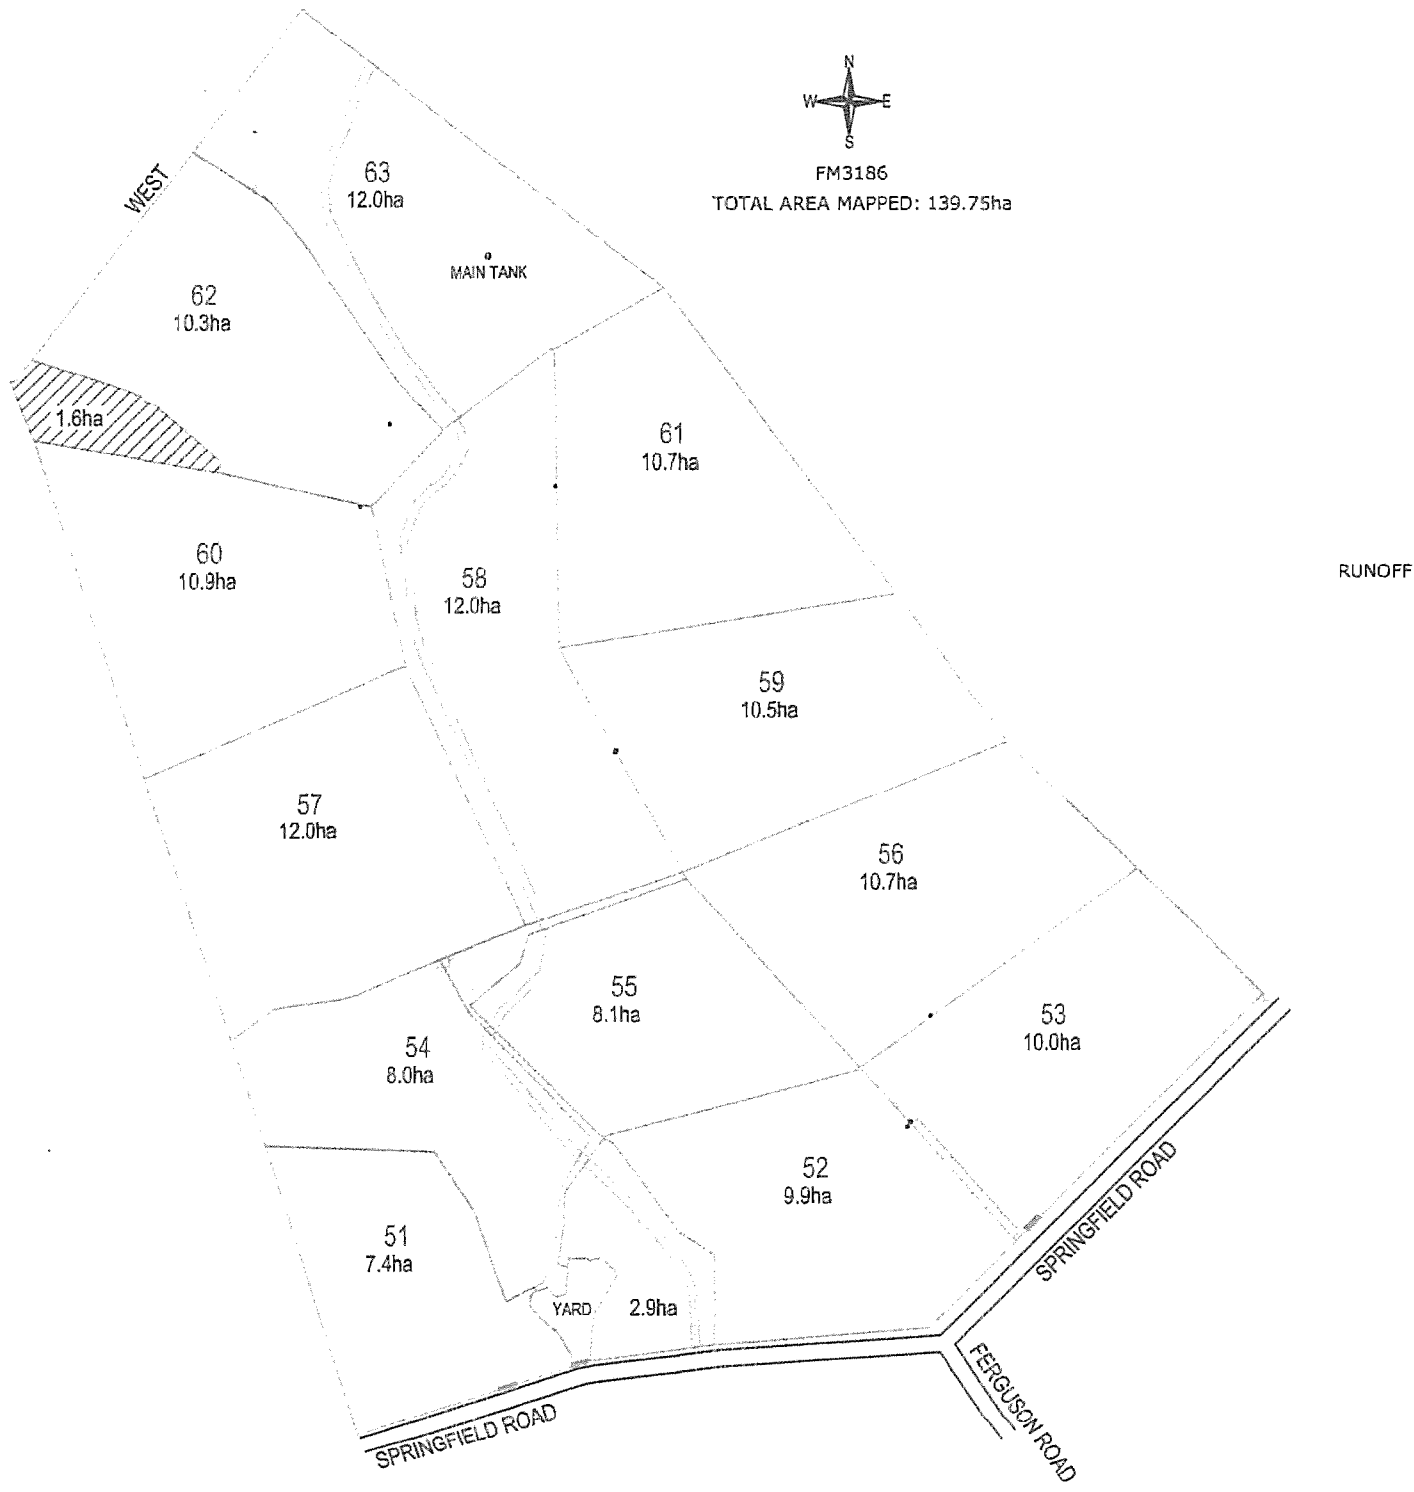 N
W E
S
FM3186
TOTAL AREA MAPPED: 139.75ha
WEST
63
12.0ha
MAIN TANK
62
10.3ha
1.6ha
61
10.7ha
60
10.9ha
58
12.0ha
RUNOFF
59
10.5ha
57
12.0ha
56
10.7ha
55
8.1ha
53
10.0ha
54
8.0ha
52
9.9ha
51
7.4ha
YARD
2.9ha
SPRINGFIELD ROAD
SPRINGFIELD ROAD
FERGUSON ROAD